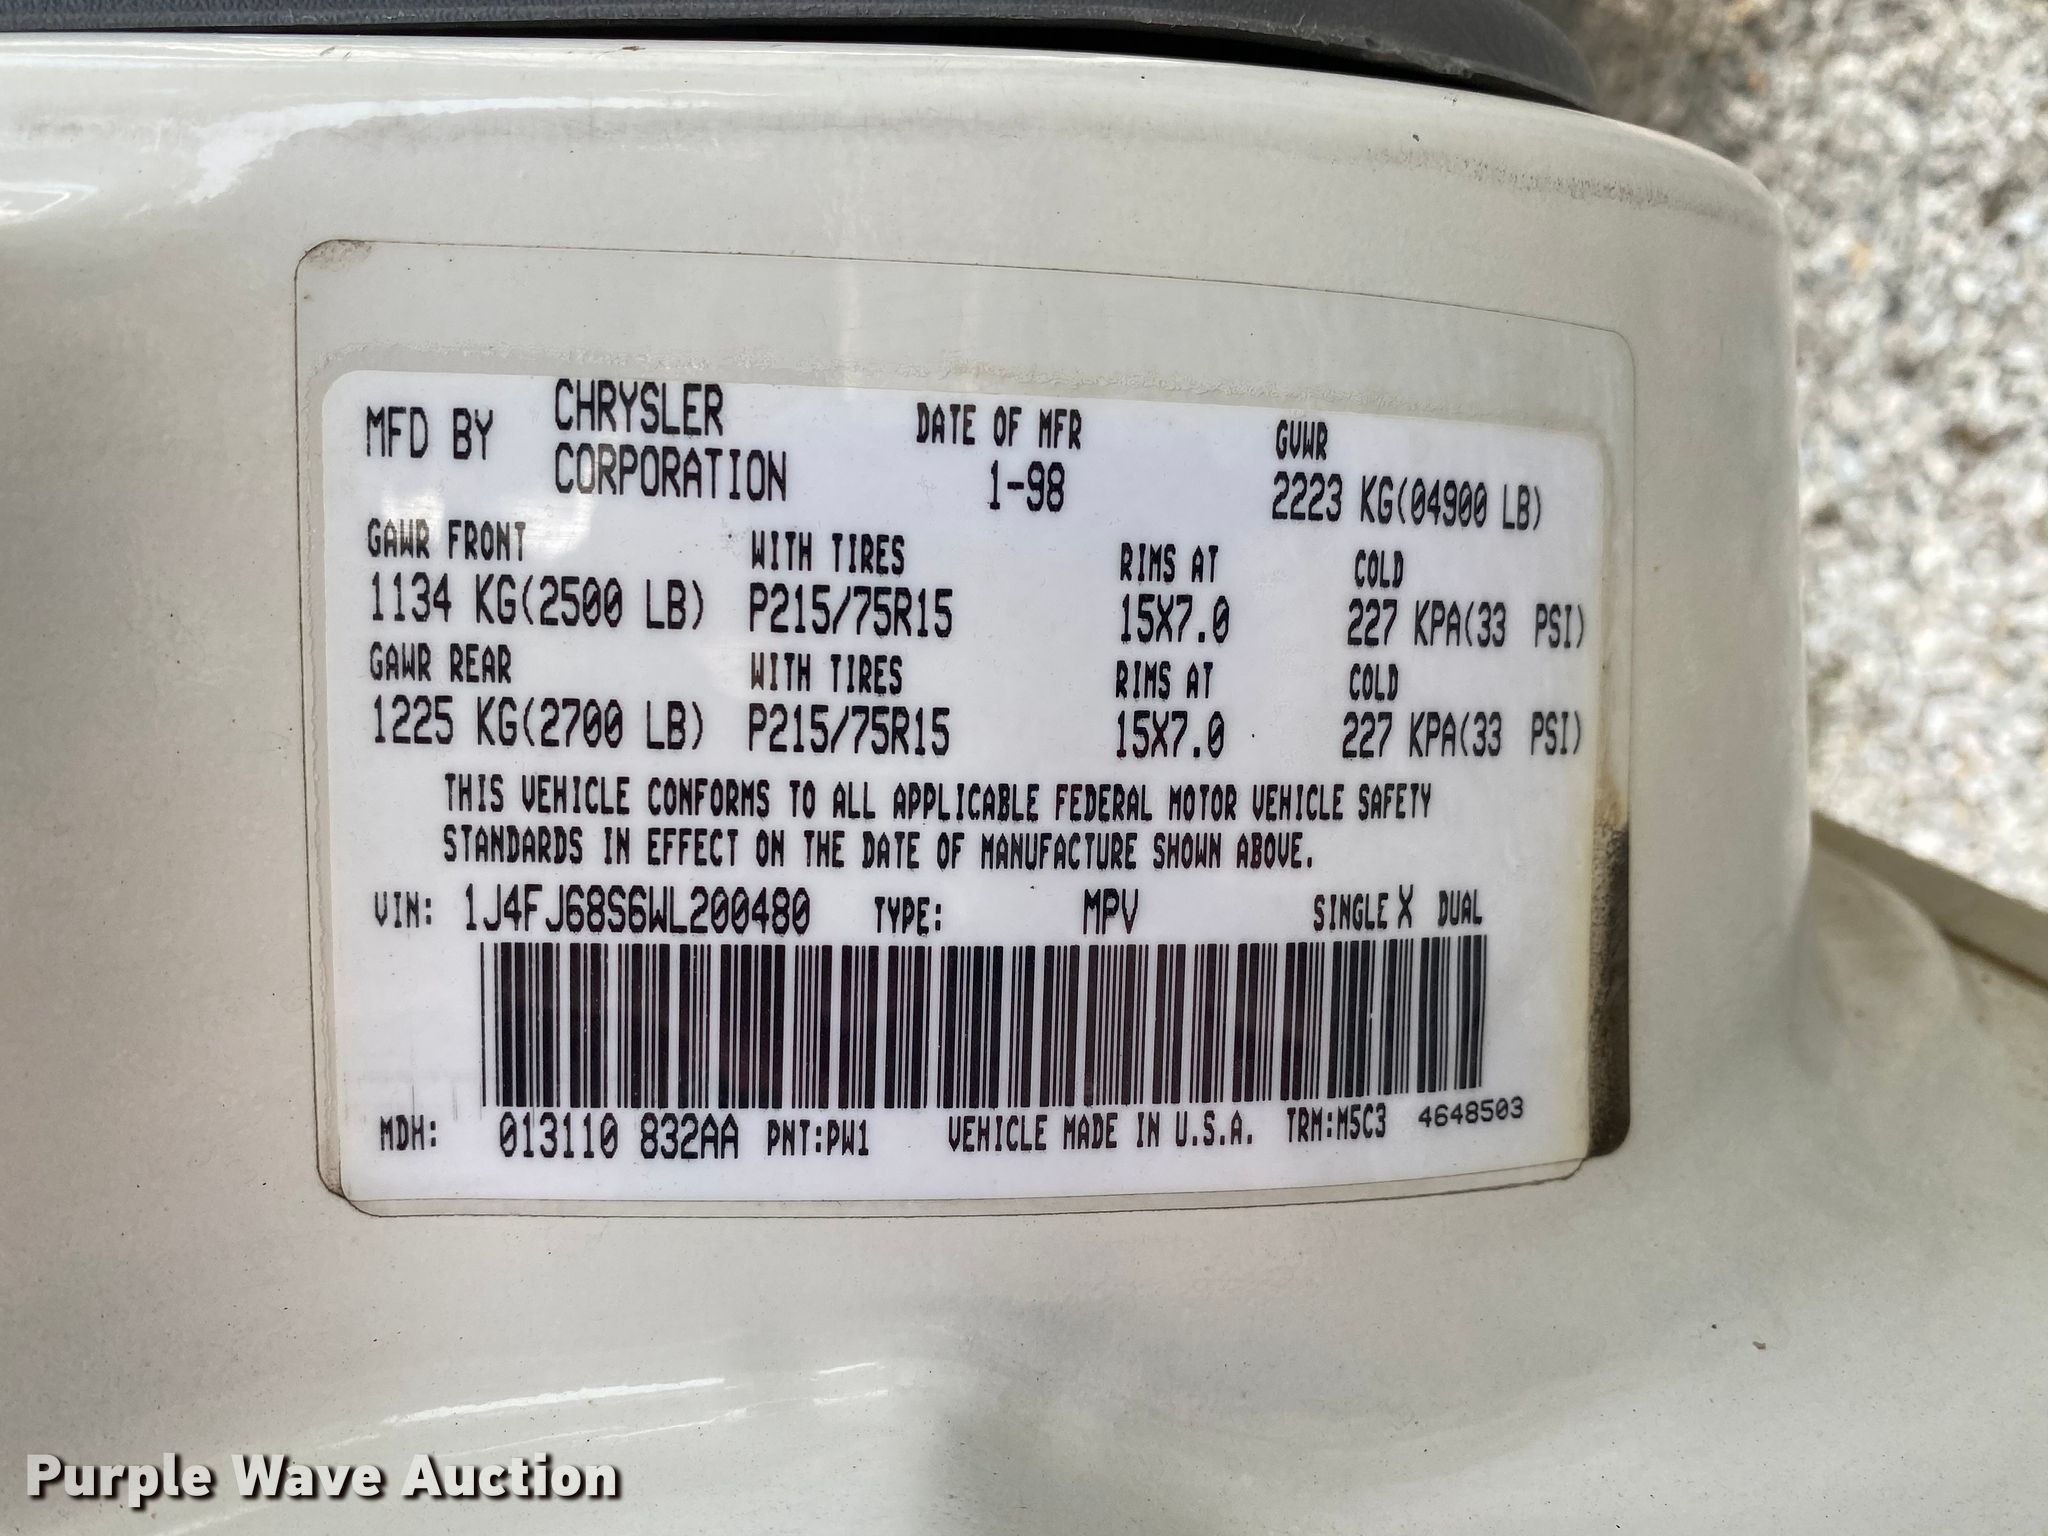 MFD BY CHRYSLER CORPORATION DATE OF MFR 1-98 GVWR 2223 KG(04900 LB)
GAWR FRONT WITH TIRES RIMS AT COLD
1134 KG(2500 LB) P215/75R15 15X7.0 227 KPA(33 PSI)
GAWR REAR WITH TIRES RIMS AT COLD
1225 KG(2700 LB) P215/75R15 15X7.0 227 KPA(33 PSI)
THIS VEHICLE CONFORMS TO ALL APPLICABLE FEDERAL MOTOR VEHICLE SAFETY
STANDARDS IN EFFECT ON THE DATE OF MANUFACTURE SHOWN ABOVE.
VIN: 1J4FJ68S6WL200480 TYPE: MPV SINGLE X DUAL
MDH: 013110 832AA PNT:PW1 VEHICLE MADE IN U.S.A. TRM:M5C3 4648503
Purple Wave Auction